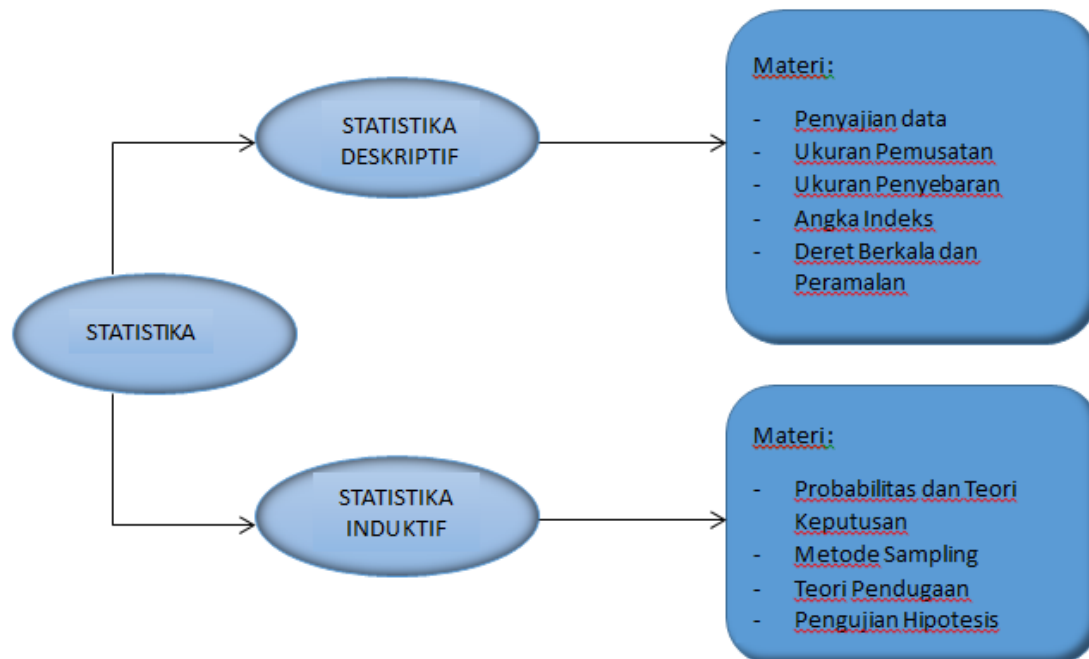 STATISTIKA
DESKRIPTIF
Materi:
- Penyajian data
- Ukuran Pemusatan
- Ukuran Penyebaran
- Angka Indeks
- Deret Berkala dan
Peramalan
STATISTIKA
STATISTIKA
INDUKTIF
Materi:
- Probabilitas dan Teori
Keputusan
- Metode Sampling
- Teori Pendugaan
- Pengujian Hipotesis